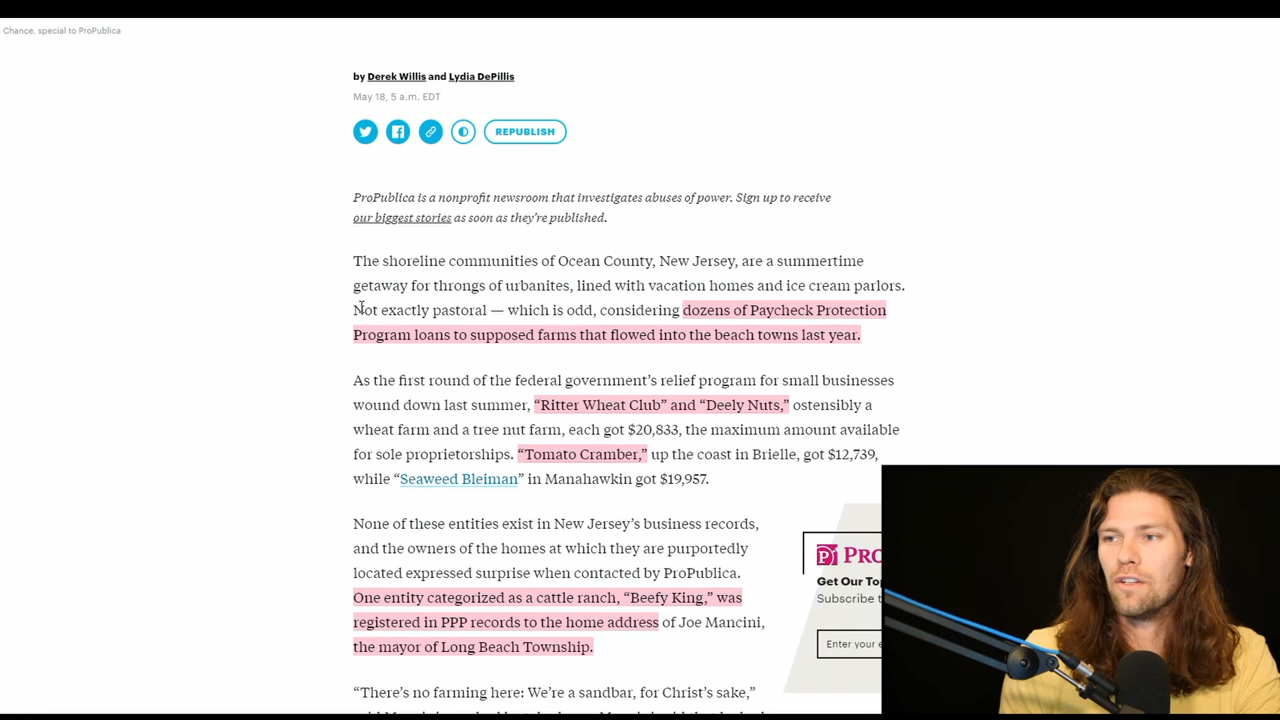 Chance, special to ProPublica
by Derek Willis and Lydia DePillis
May 18, 5 a.m. EDT
REPUBLISH
ProPublica is a nonprofit newsroom that investigates abuses of power. Sign up to receive
our biggest stories as soon as they’re published.
The shoreline communities of Ocean County, New Jersey, are a summertime
getaway for throngs of urbanites, lined with vacation homes and ice cream parlors.
Not exactly pastoral — which is odd, considering dozens of Paycheck Protection
Program loans to supposed farms that flowed into the beach towns last year.
As the first round of the federal government’s relief program for small businesses
wound down last summer, “Ritter Wheat Club” and “Deely Nuts,” ostensibly a
wheat farm and a tree nut farm, each got $20,833, the maximum amount available
for sole proprietorships. “Tomato Cramber,” up the coast in Brielle, got $12,739,
while “Seaweed Bleiman” in Manahawkin got $19,957.
None of these entities exist in New Jersey’s business records,
and the owners of the homes at which they are purportedly
located expressed surprise when contacted by ProPublica.
One entity categorized as a cattle ranch, “Beefy King,” was
registered in PPP records to the home address of Joe Mancini,
the mayor of Long Beach Township.
“There’s no farming here: We’re a sandbar, for Christ’s sake,”
PRO
Get Our To
Subscribe t
Enter your e